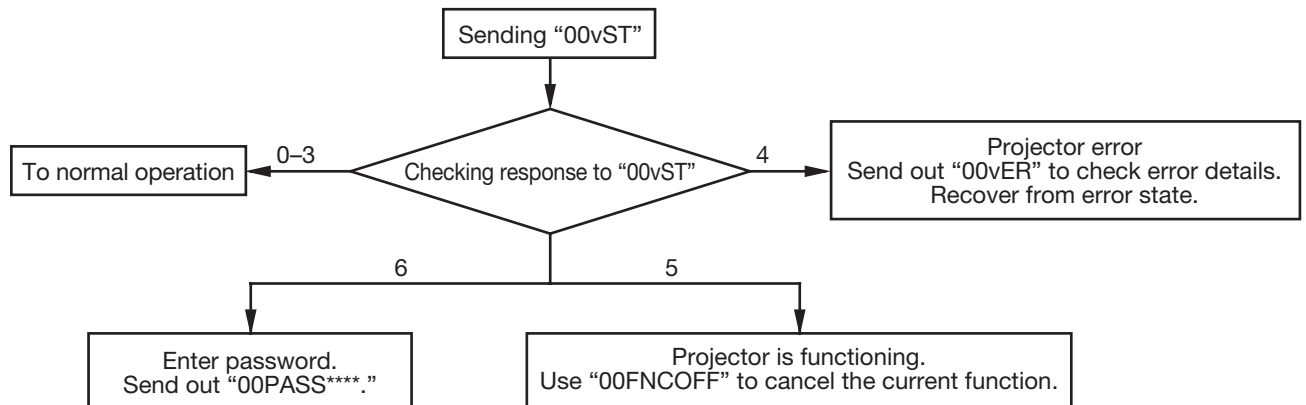 Sending “00vST”
To normal operation
0–3
Checking response to “00vST”
4
Projector error
Send out “00vER” to check error details.
Recover from error state.
6
5
Enter password.
Send out “00PASS****.”
Projector is functioning.
Use “00FNCOFF” to cancel the current function.